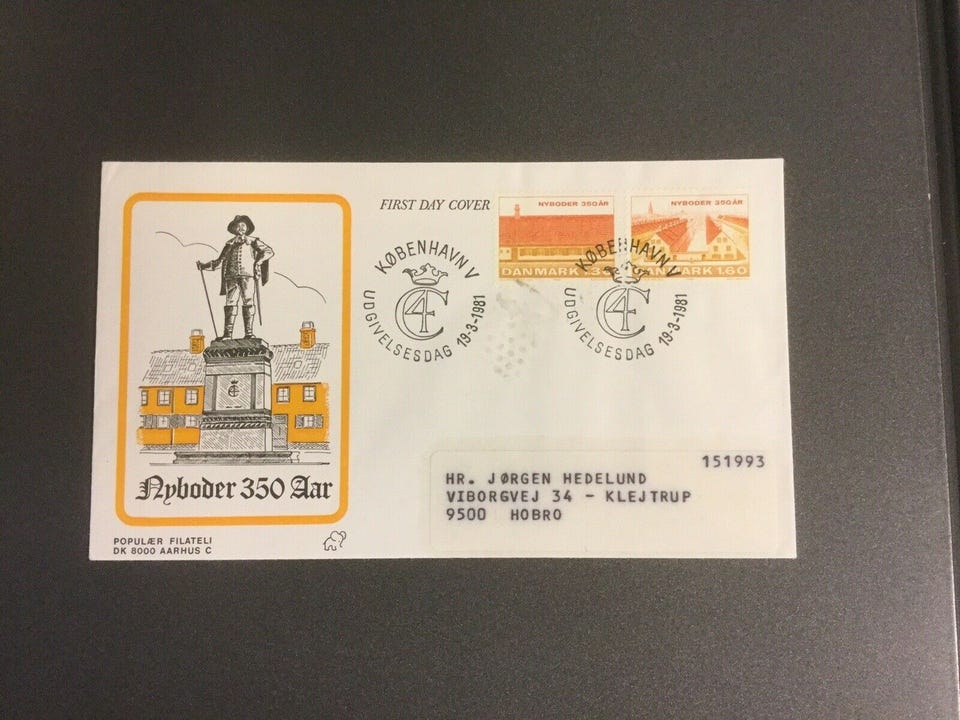 FIRST DAY COVER
NYBODER 350 ÅR
DANMARK
NYBODER 350 ÅR
DANMARK 1.60
KØBENHAVN V
C4
UDGIVELSESDAG 19-3-1981
KØBENHAVN V
C4
UDGIVELSESDAG 19-3-1981
Nyboder 350 Aar
POPULÆR FILATELI
DK 8000 AARHUS C
151993
HR. JØRGEN HEDELUND
VIBORGVEJ 34 - KLEJTRUP
9500 HOBRO